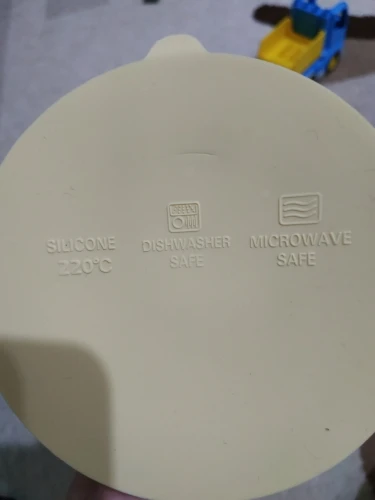 SILICONE
220°C
DISHWASHER
SAFE
MICROWAVE
SAFE